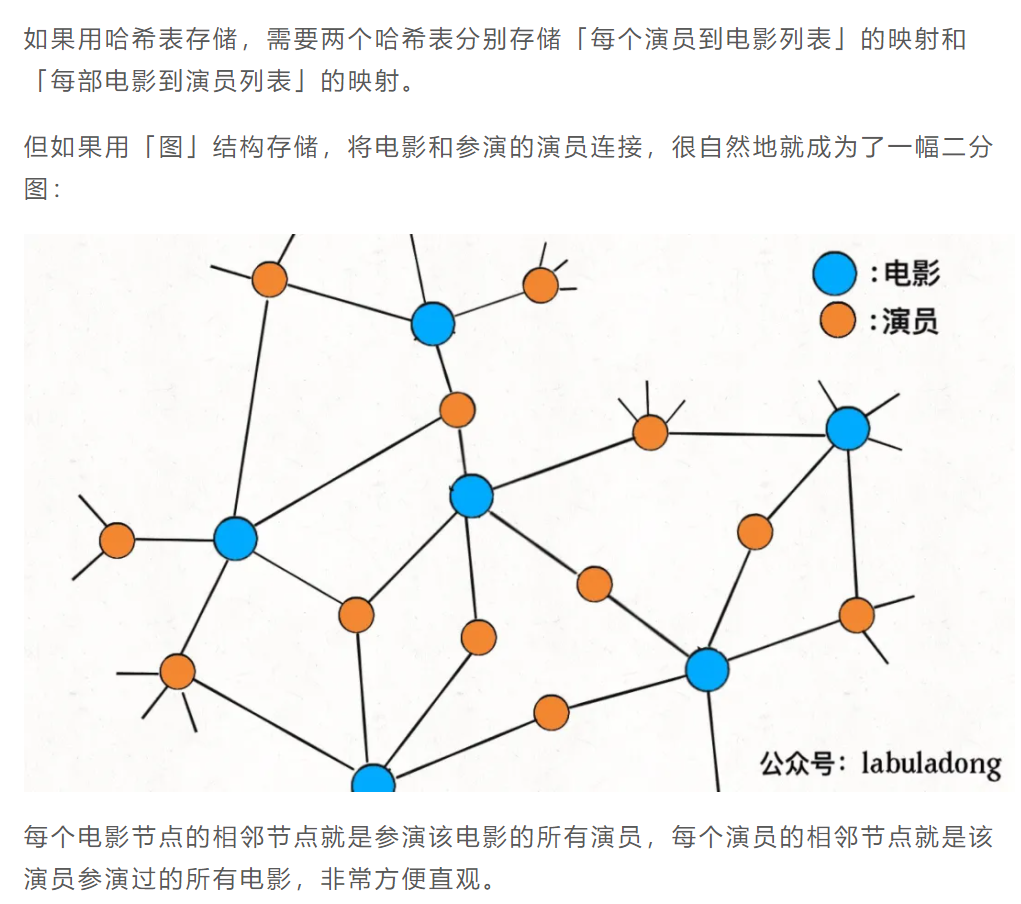 如果用哈希表存储，需要两个哈希表分别存储「每个演员到电影列表」的映射和
「每部电影到演员列表」的映射。
但如果用「图」结构存储，将电影和参演的演员连接，很自然地就成为了一幅二分
图：
：电影
：演员
公众号：labuladong
每个电影节点的相邻节点就是参演该电影的所有演员，每个演员的相邻节点就是该
演员参演过的所有电影，非常方便直观。